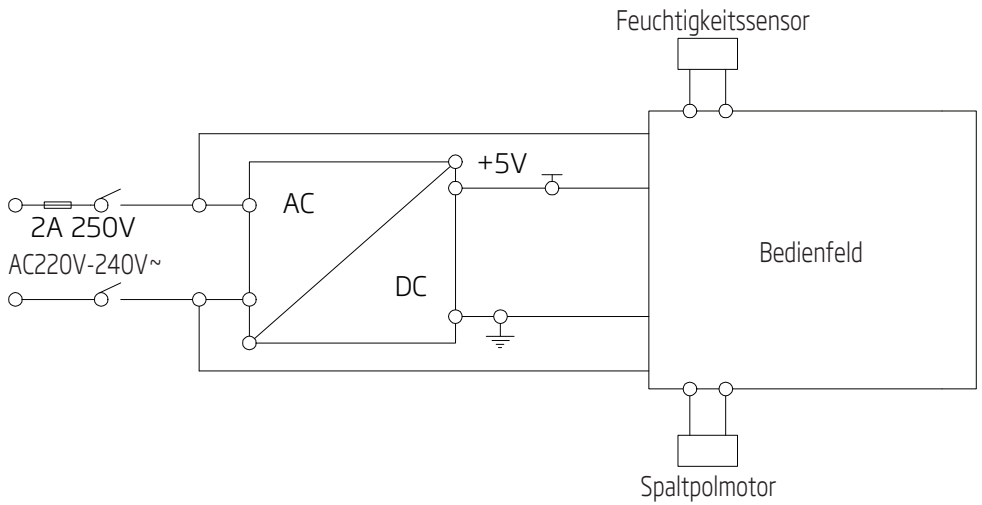 Feuchtigkeitssensor
+5V
AC
2A 250V
AC220V-240V~
Bedienfeld
DC
Spaltpolmotor